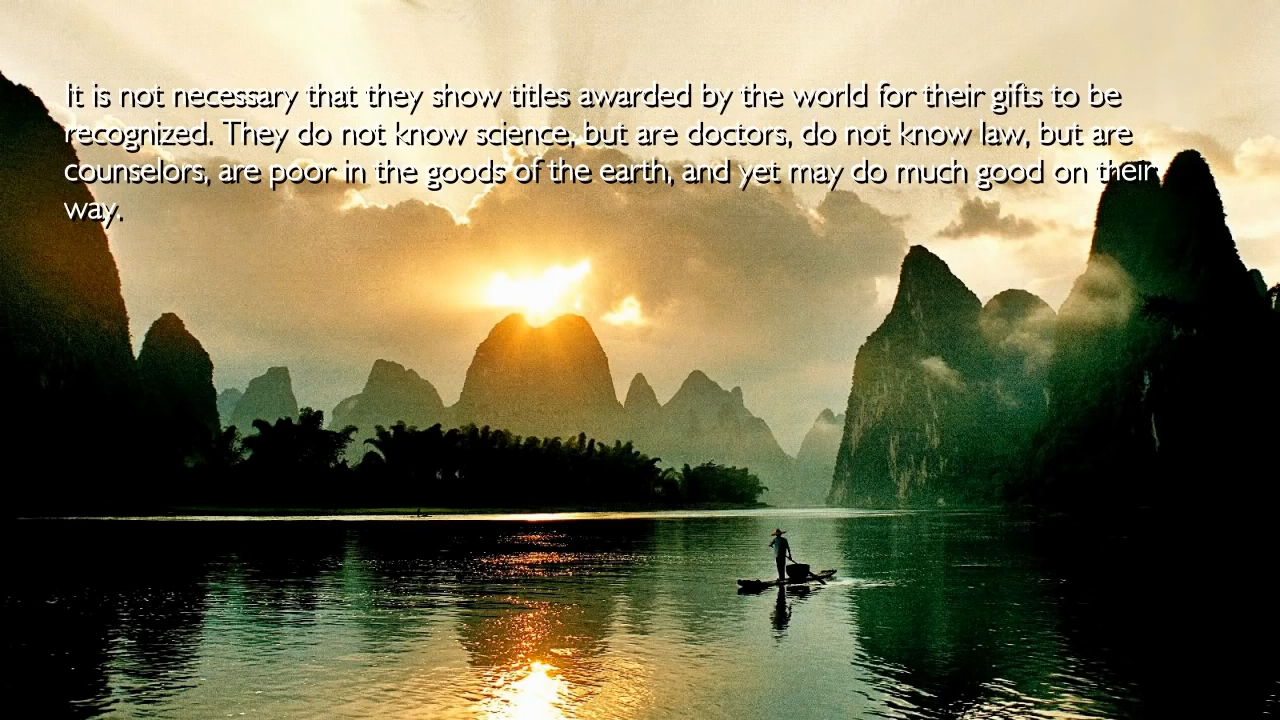 It is not necessary that they show titles awarded by the world for their gifts to be
recognized. They do not know science, but are doctors, do not know law, but are
counselors, are poor in the goods of the earth, and yet may do much good on their
way.